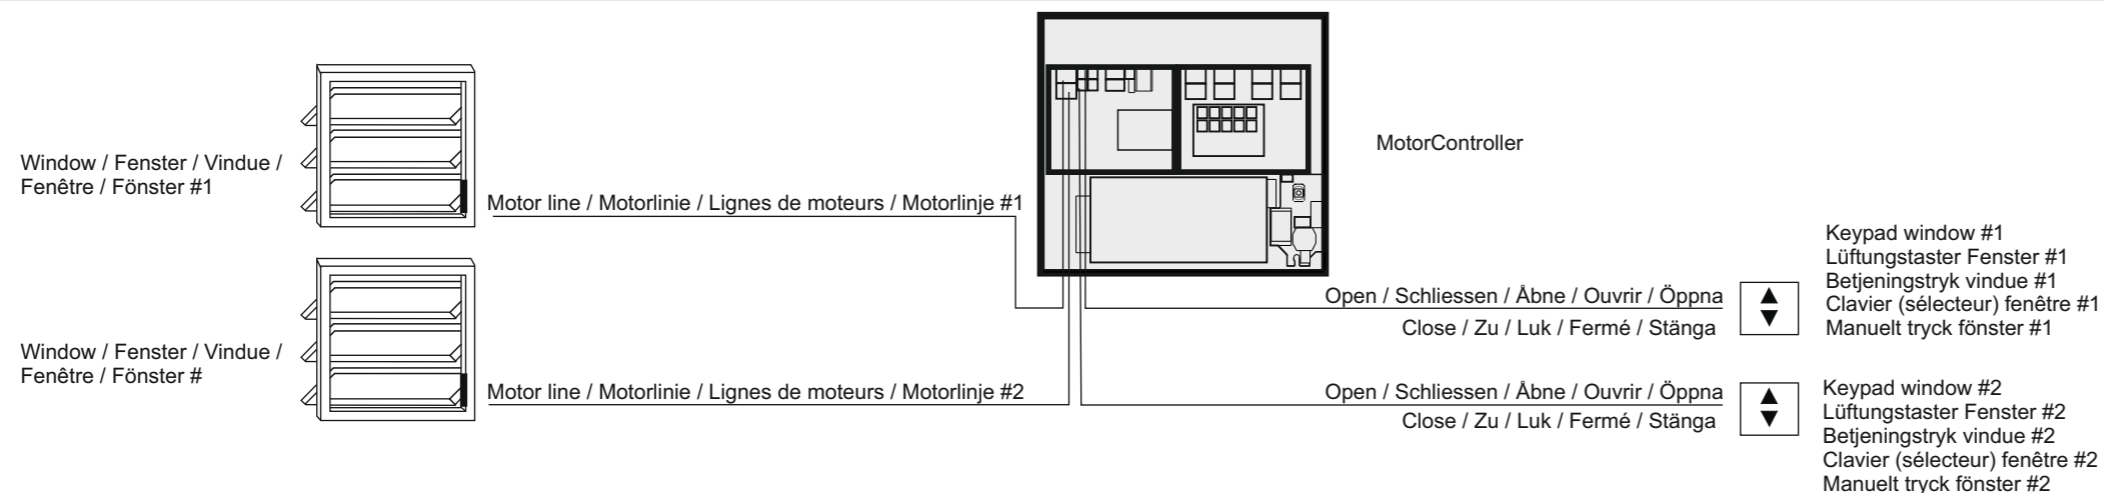 Window / Fenster / Vindue /
Fenêtre / Fönster #1
Motor line / Motorlinie / Lignes de moteurs / Motorlinje #1
Window / Fenster / Vindue /
Fenêtre / Fönster #
Motor line / Motorlinie / Lignes de moteurs / Motorlinje #2
MotorController
Open / Schliessen / Åbne / Ouvrir / Öppna
Close / Zu / Luk / Fermé / Stänga
Keypad window #1
Lüftungstaster Fenster #1
Betjeningstryk vindue #1
Clavier (sélecteur) fenêtre #1
Manuelt tryck fönster #1
Open / Schliessen / Åbne / Ouvrir / Öppna
Close / Zu / Luk / Fermé / Stänga
Keypad window #2
Lüftungstaster Fenster #2
Betjeningstryk vindue #2
Clavier (sélecteur) fenêtre #2
Manuelt tryck fönster #2